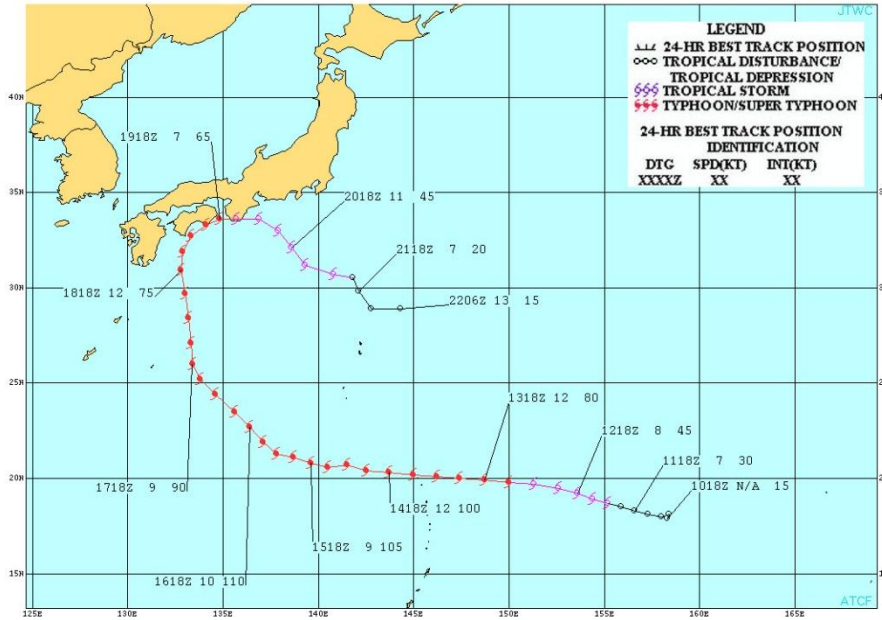 JTWC
LEGEND
24-HR BEST TRACK POSITION
TROPICAL DISTURBANCE/
TROPICAL DEPRESSION
TROPICAL STORM
TYPHOON/SUPER TYPHOON
24-HR BEST TRACK POSITION
IDENTIFICATION
DTG SPD(KT) INT(KT)
XXXXZ XX XX
40N
1918Z 7 65
35N
2018Z 11 45
2118Z 7 20
1818Z 12 75
2206Z 13 15
30N
25N
1318Z 12 80
1218Z 8 45
1118Z 7 30
20N
1718Z 9 90
1018Z N/A 15
1418Z 12 100
1518Z 9 105
1618Z 10 110
15N
ATCF
125E 130E 135E 140E 145E 150E 155E 160E 165E